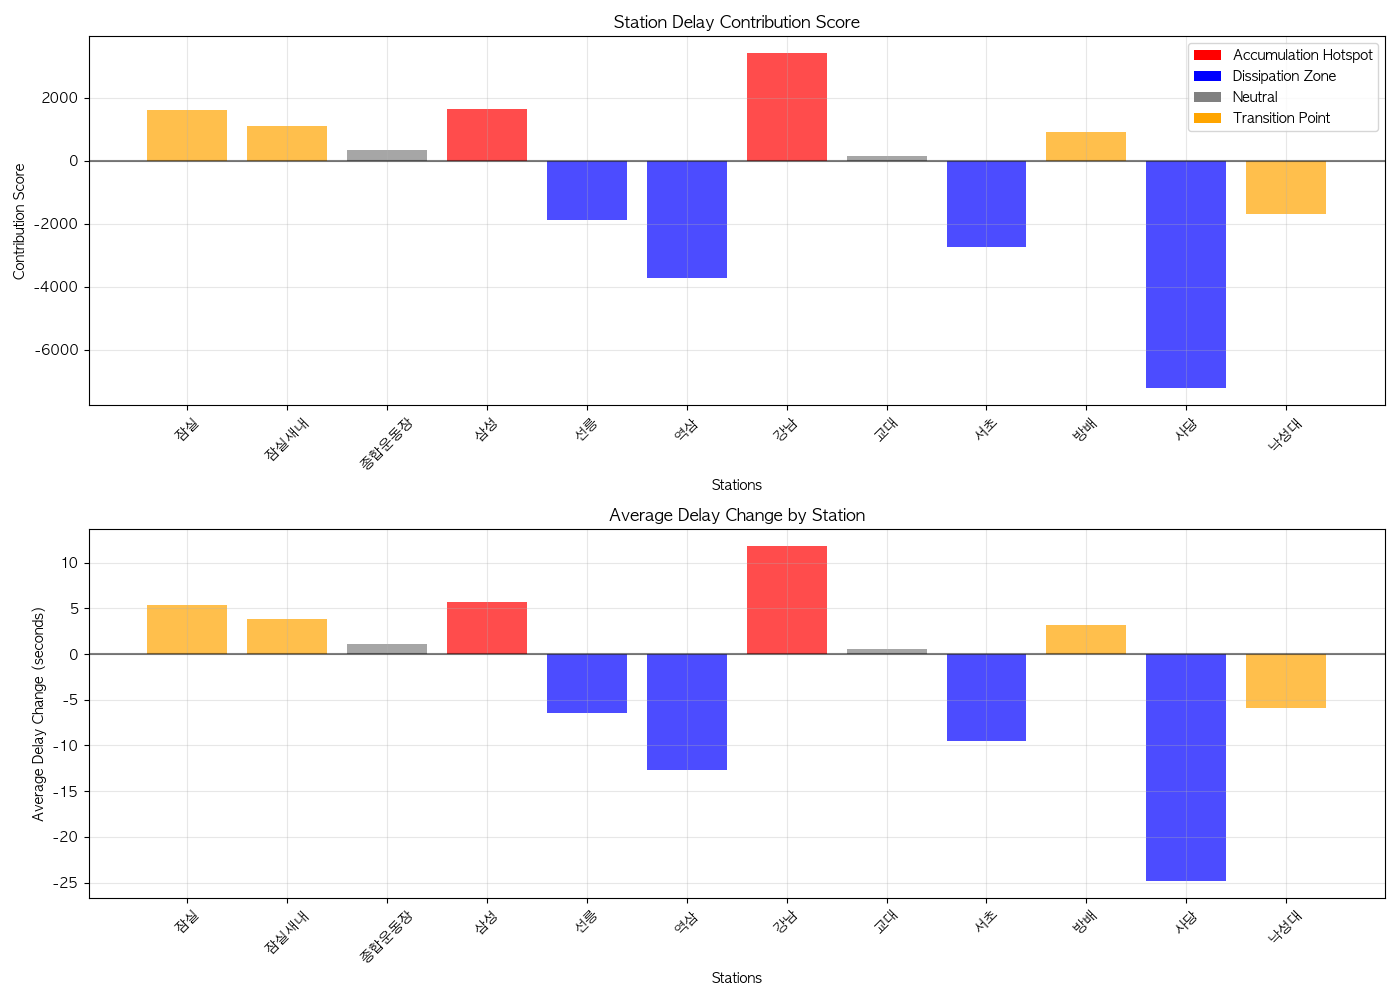 Station Delay Contribution Score
Contribution Score
2000
0
-2000
-4000
-6000
Accumulation Hotspot
Dissipation Zone
Neutral
Transition Point
잠실
잠실새내
종합운동장
삼성
선릉
역삼
강남
교대
서초
방배
사당
낙성대
Stations
Average Delay Change by Station
Average Delay Change (seconds)
10
5
0
-5
-10
-15
-20
-25
잠실
잠실새내
종합운동장
삼성
선릉
역삼
강남
교대
서초
방배
사당
낙성대
Stations